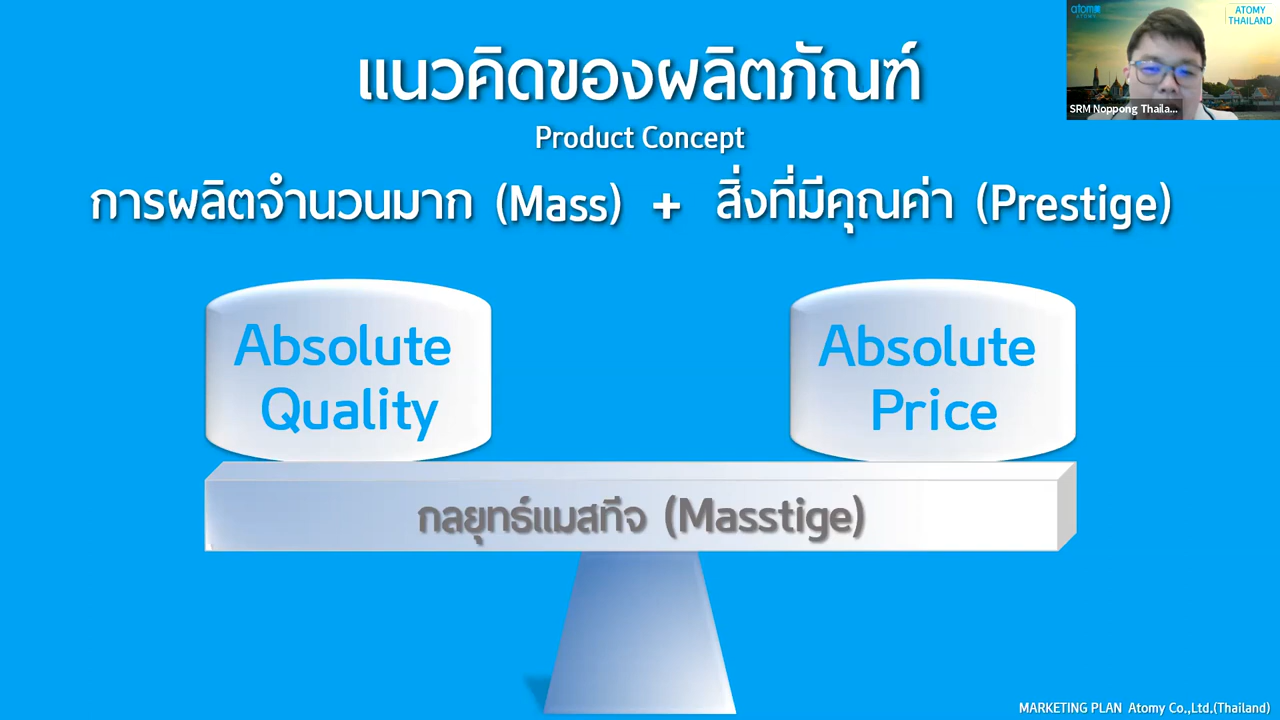 แนวคิดของผลิตภัณฑ์
Product Concept
การผลิตจำนวนมาก (Mass) + สิ่งที่มีคุณค่า (Prestige)
Absolute
Quality
Absolute
Price
กลยุทธ์แมสทีจ (Masstige)
MARKETING PLAN Atomy Co.,Ltd.(Thailand)
atom
ATOMY
ATOMY
THAILAND
SRM Noppong Thaila...